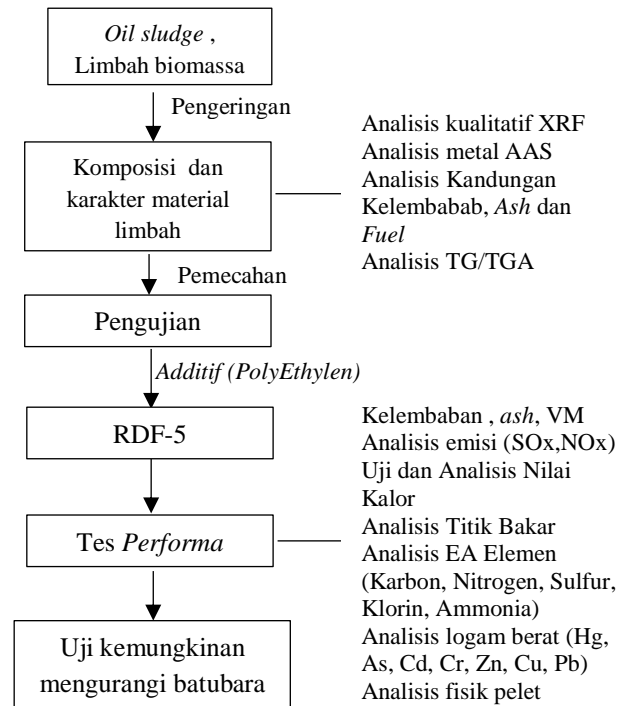 Oil sludge ,
Limbah biomassa
Pengeringan
Komposisi dan
karakter material
limbah
Analisis kualitatif XRF
Analisis metal AAS
Analisis Kandungan
Kelembabab, Ash dan
Fuel
Analisis TG/TGA
Pemecahan
Pengujian
Additif (PolyEthylen)
RDF-5
Tes Performa
Kelembaban , ash, VM
Analisis emisi (SOx,NOx)
Uji dan Analisis Nilai
Kalor
Analisis Titik Bakar
Analisis EA Elemen
(Karbon, Nitrogen, Sulfur,
Klorin, Ammonia)
Analisis logam berat (Hg,
As, Cd, Cr, Zn, Cu, Pb)
Analisis fisik pelet
Uji kemungkinan
mengurangi batubara